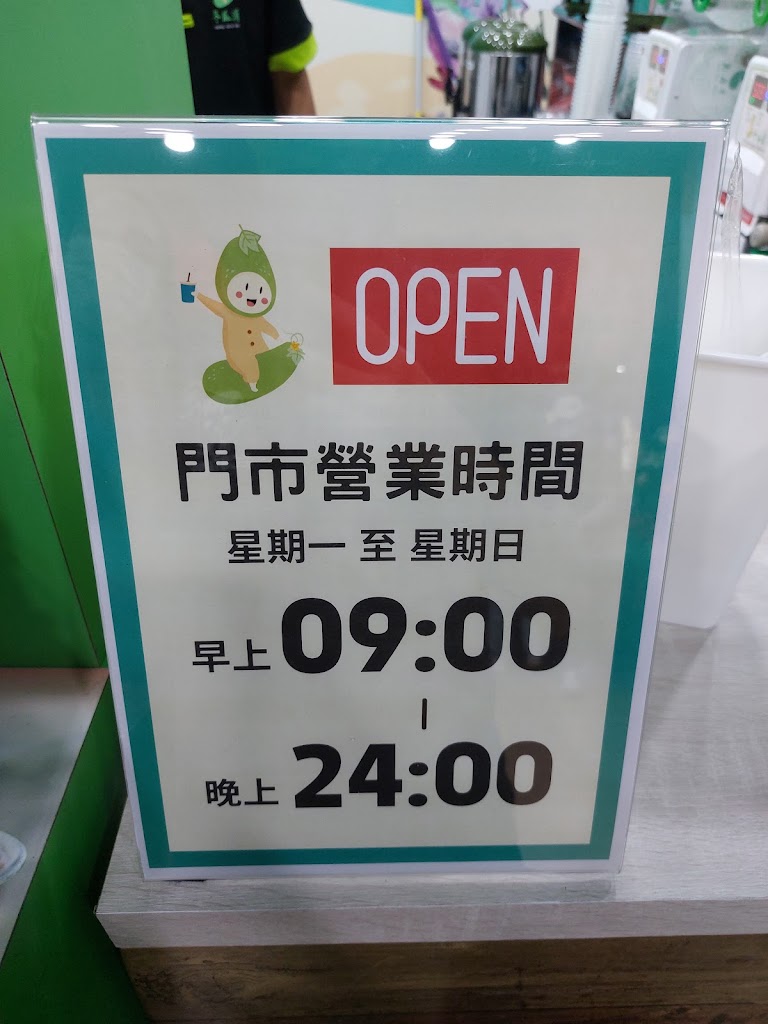 OPEN
門市營業時間
星期一 至 星期日
早上 09:00
|
晚上 24:00